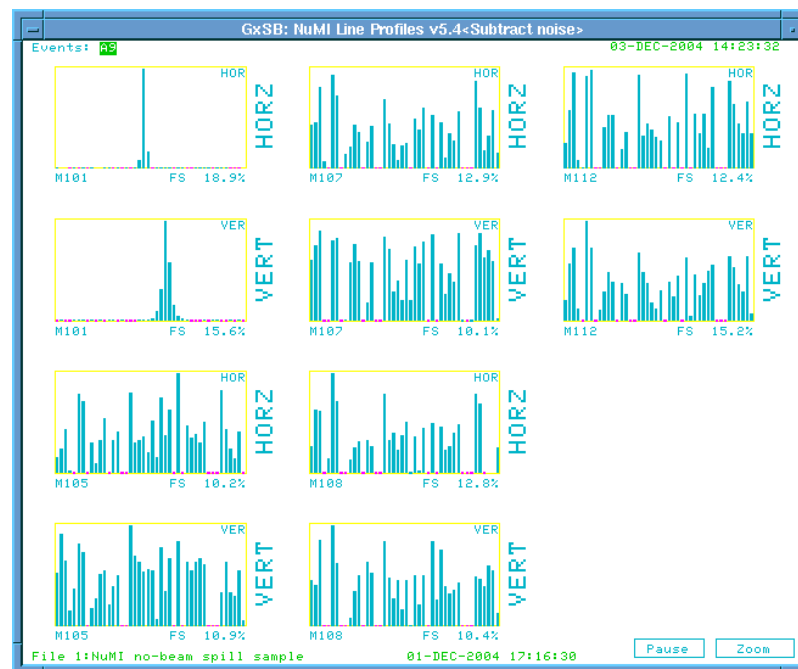 GxSB: NuMI Line Profiles v5.4<Subtract noise>
Events: A9 03-DEC-2004 14:23:32
HOR HORZ HOR HORZ HOR HORZ
M101 FS 18.9% M107 FS 12.9% M112 FS 12.4%
VER VERT VER VERT VER VERT
M101 FS 15.6% M107 FS 10.1% M112 FS 15.2%
HOR HORZ HOR HORZ
M105 FS 10.2% M108 FS 12.8%
VER VERT VER VERT
M105 FS 10.9% M108 FS 10.4%
Pause Zoom
File 1:NuMI no-beam spill sample 01-DEC-2004 17:16:30